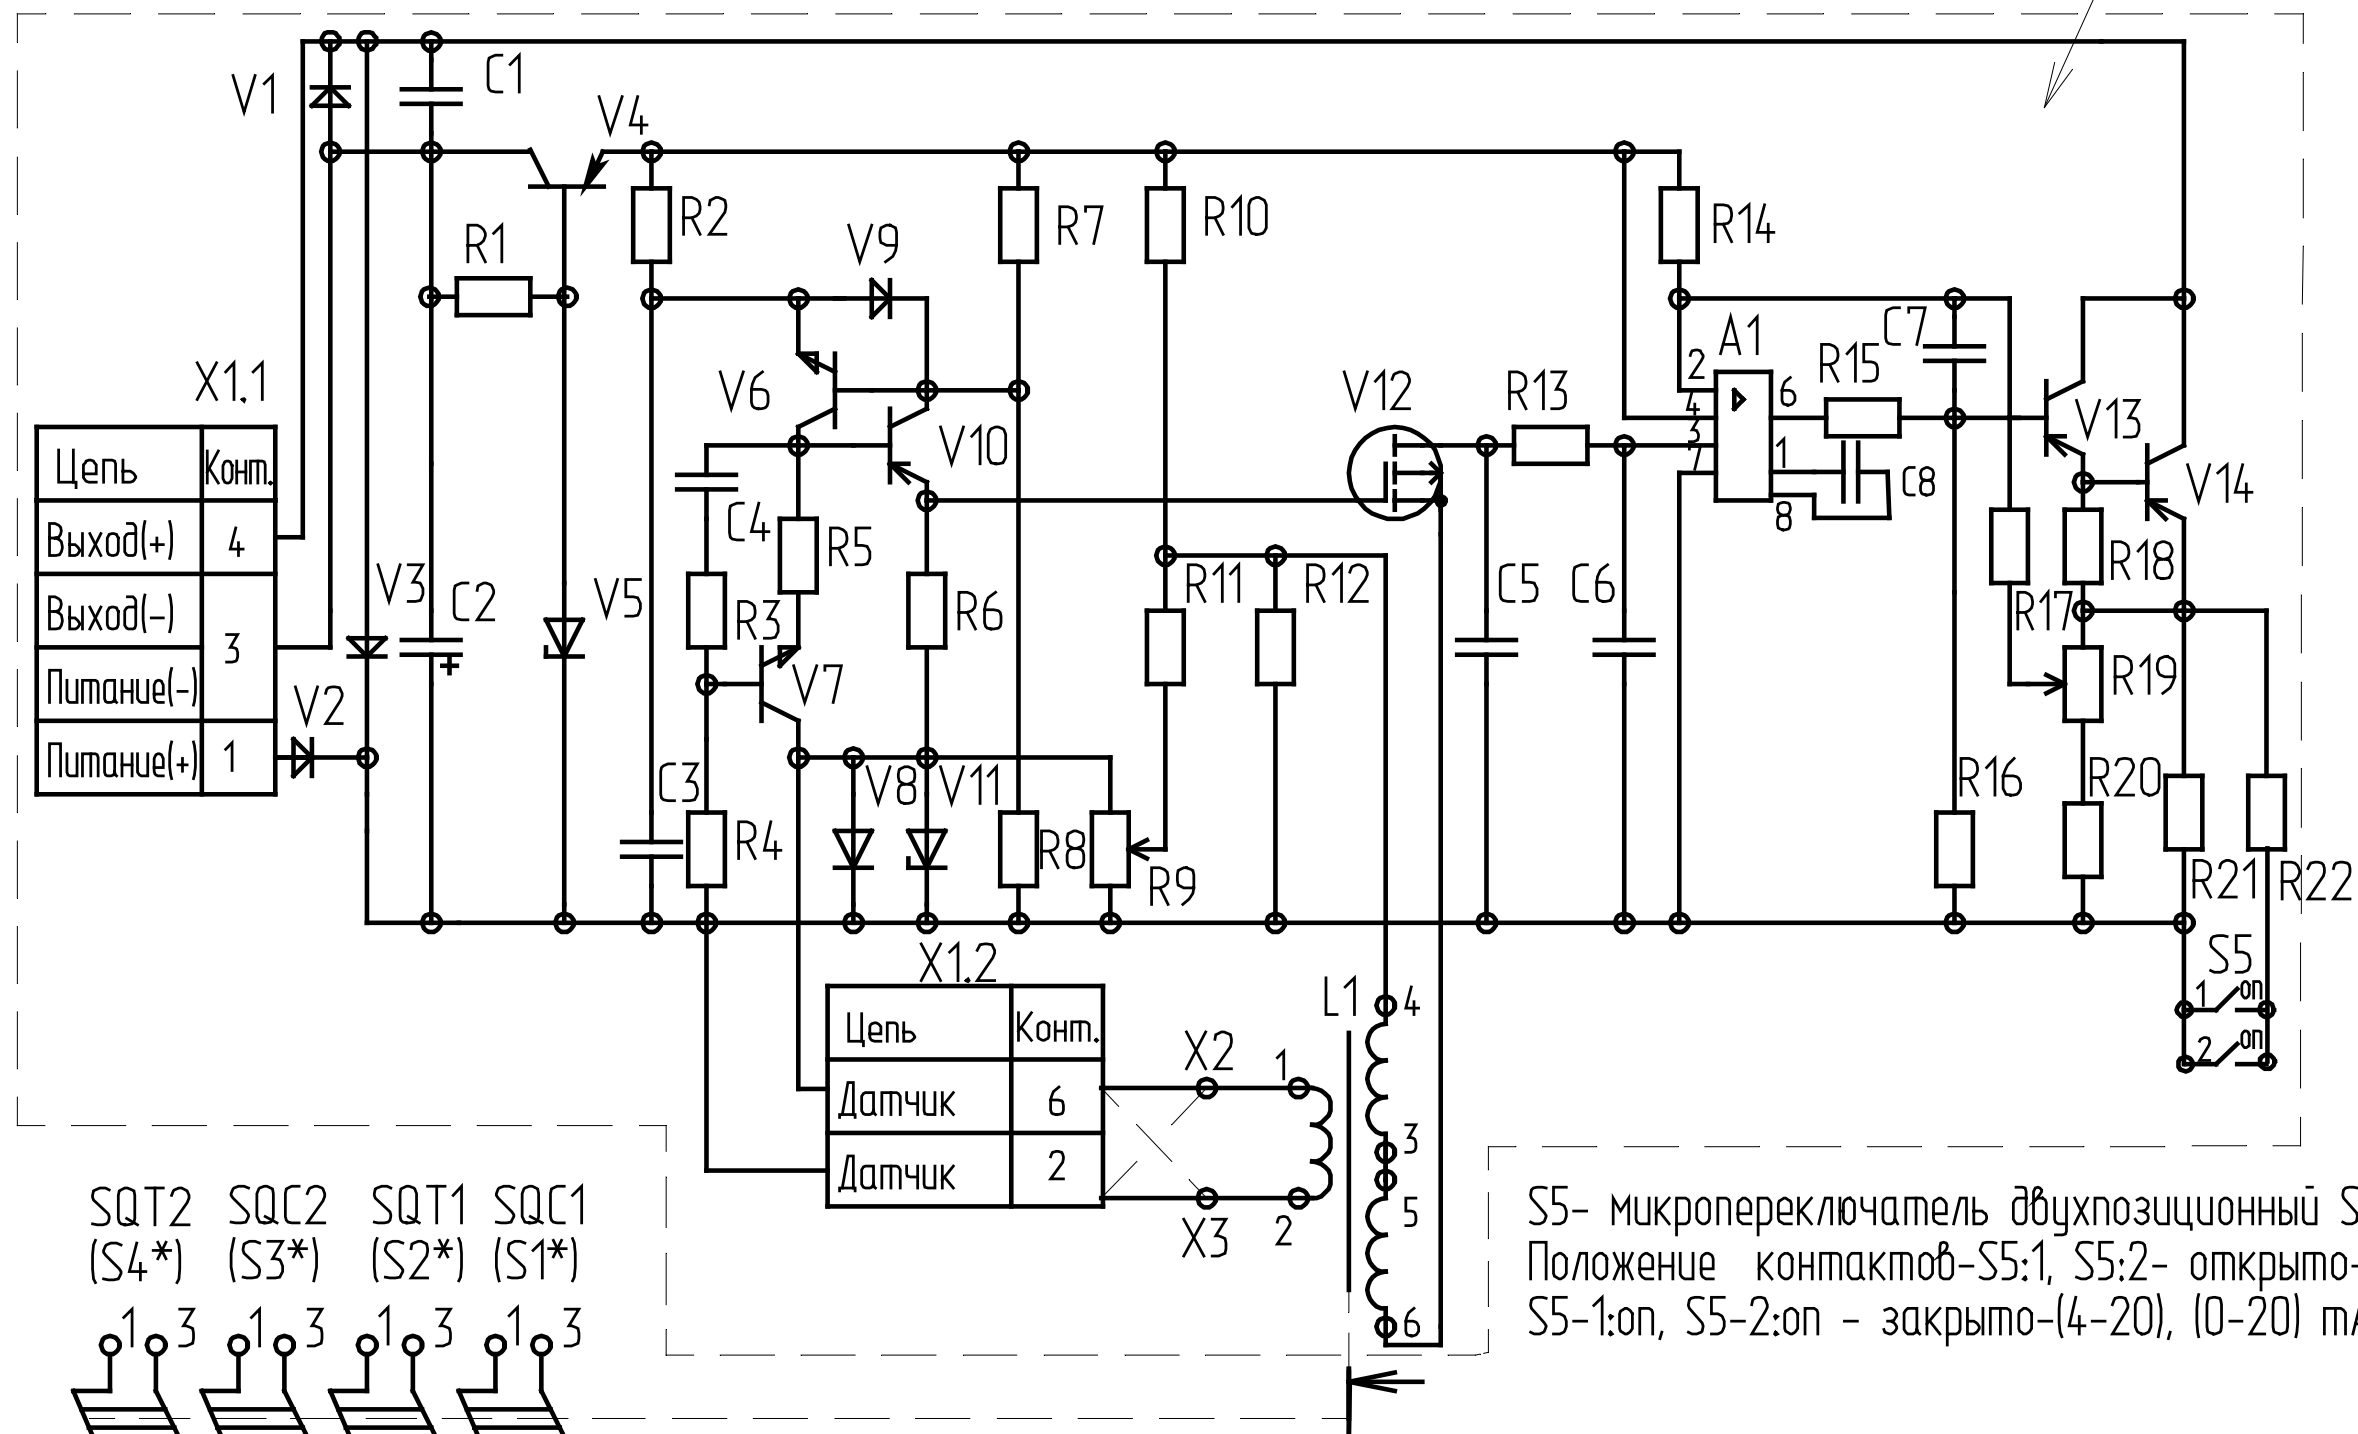 C1
V1
V4
R1
R2
V9
R7
R10
R14
X1.1
Цепь Конт.
Выход(+) 4
Выход(-)
3
Питание(-)
Питание(+) 1
V2
V3
C2
V5
V6
V10
C4
R5
R3
R6
V7
C3
R4
V8
V11
R8
R9
R11
R12
V12
R13
C5
C6
A1
2
4
3
7
6
1
8
R15
C7
C8
V13
V14
R17
R18
R19
R16
R20
R21
R22
S5
1 on
2 on
X1.2
Цепь Конт.
Датчик 6
Датчик 2
X2
X3
1
2
L1
4
3
5
6
SQT2 SQC2 SQT1 SQC1
(S4*) (S3*) (S2*) (S1*)
1 3 1 3 1 3 1 3
S5- микропереключатель двухпозиционный S
Положение контактов-S5:1, S5:2- открыто-
S5-1:on, S5-2:on - закрыто-(4-20), (0-20) mA